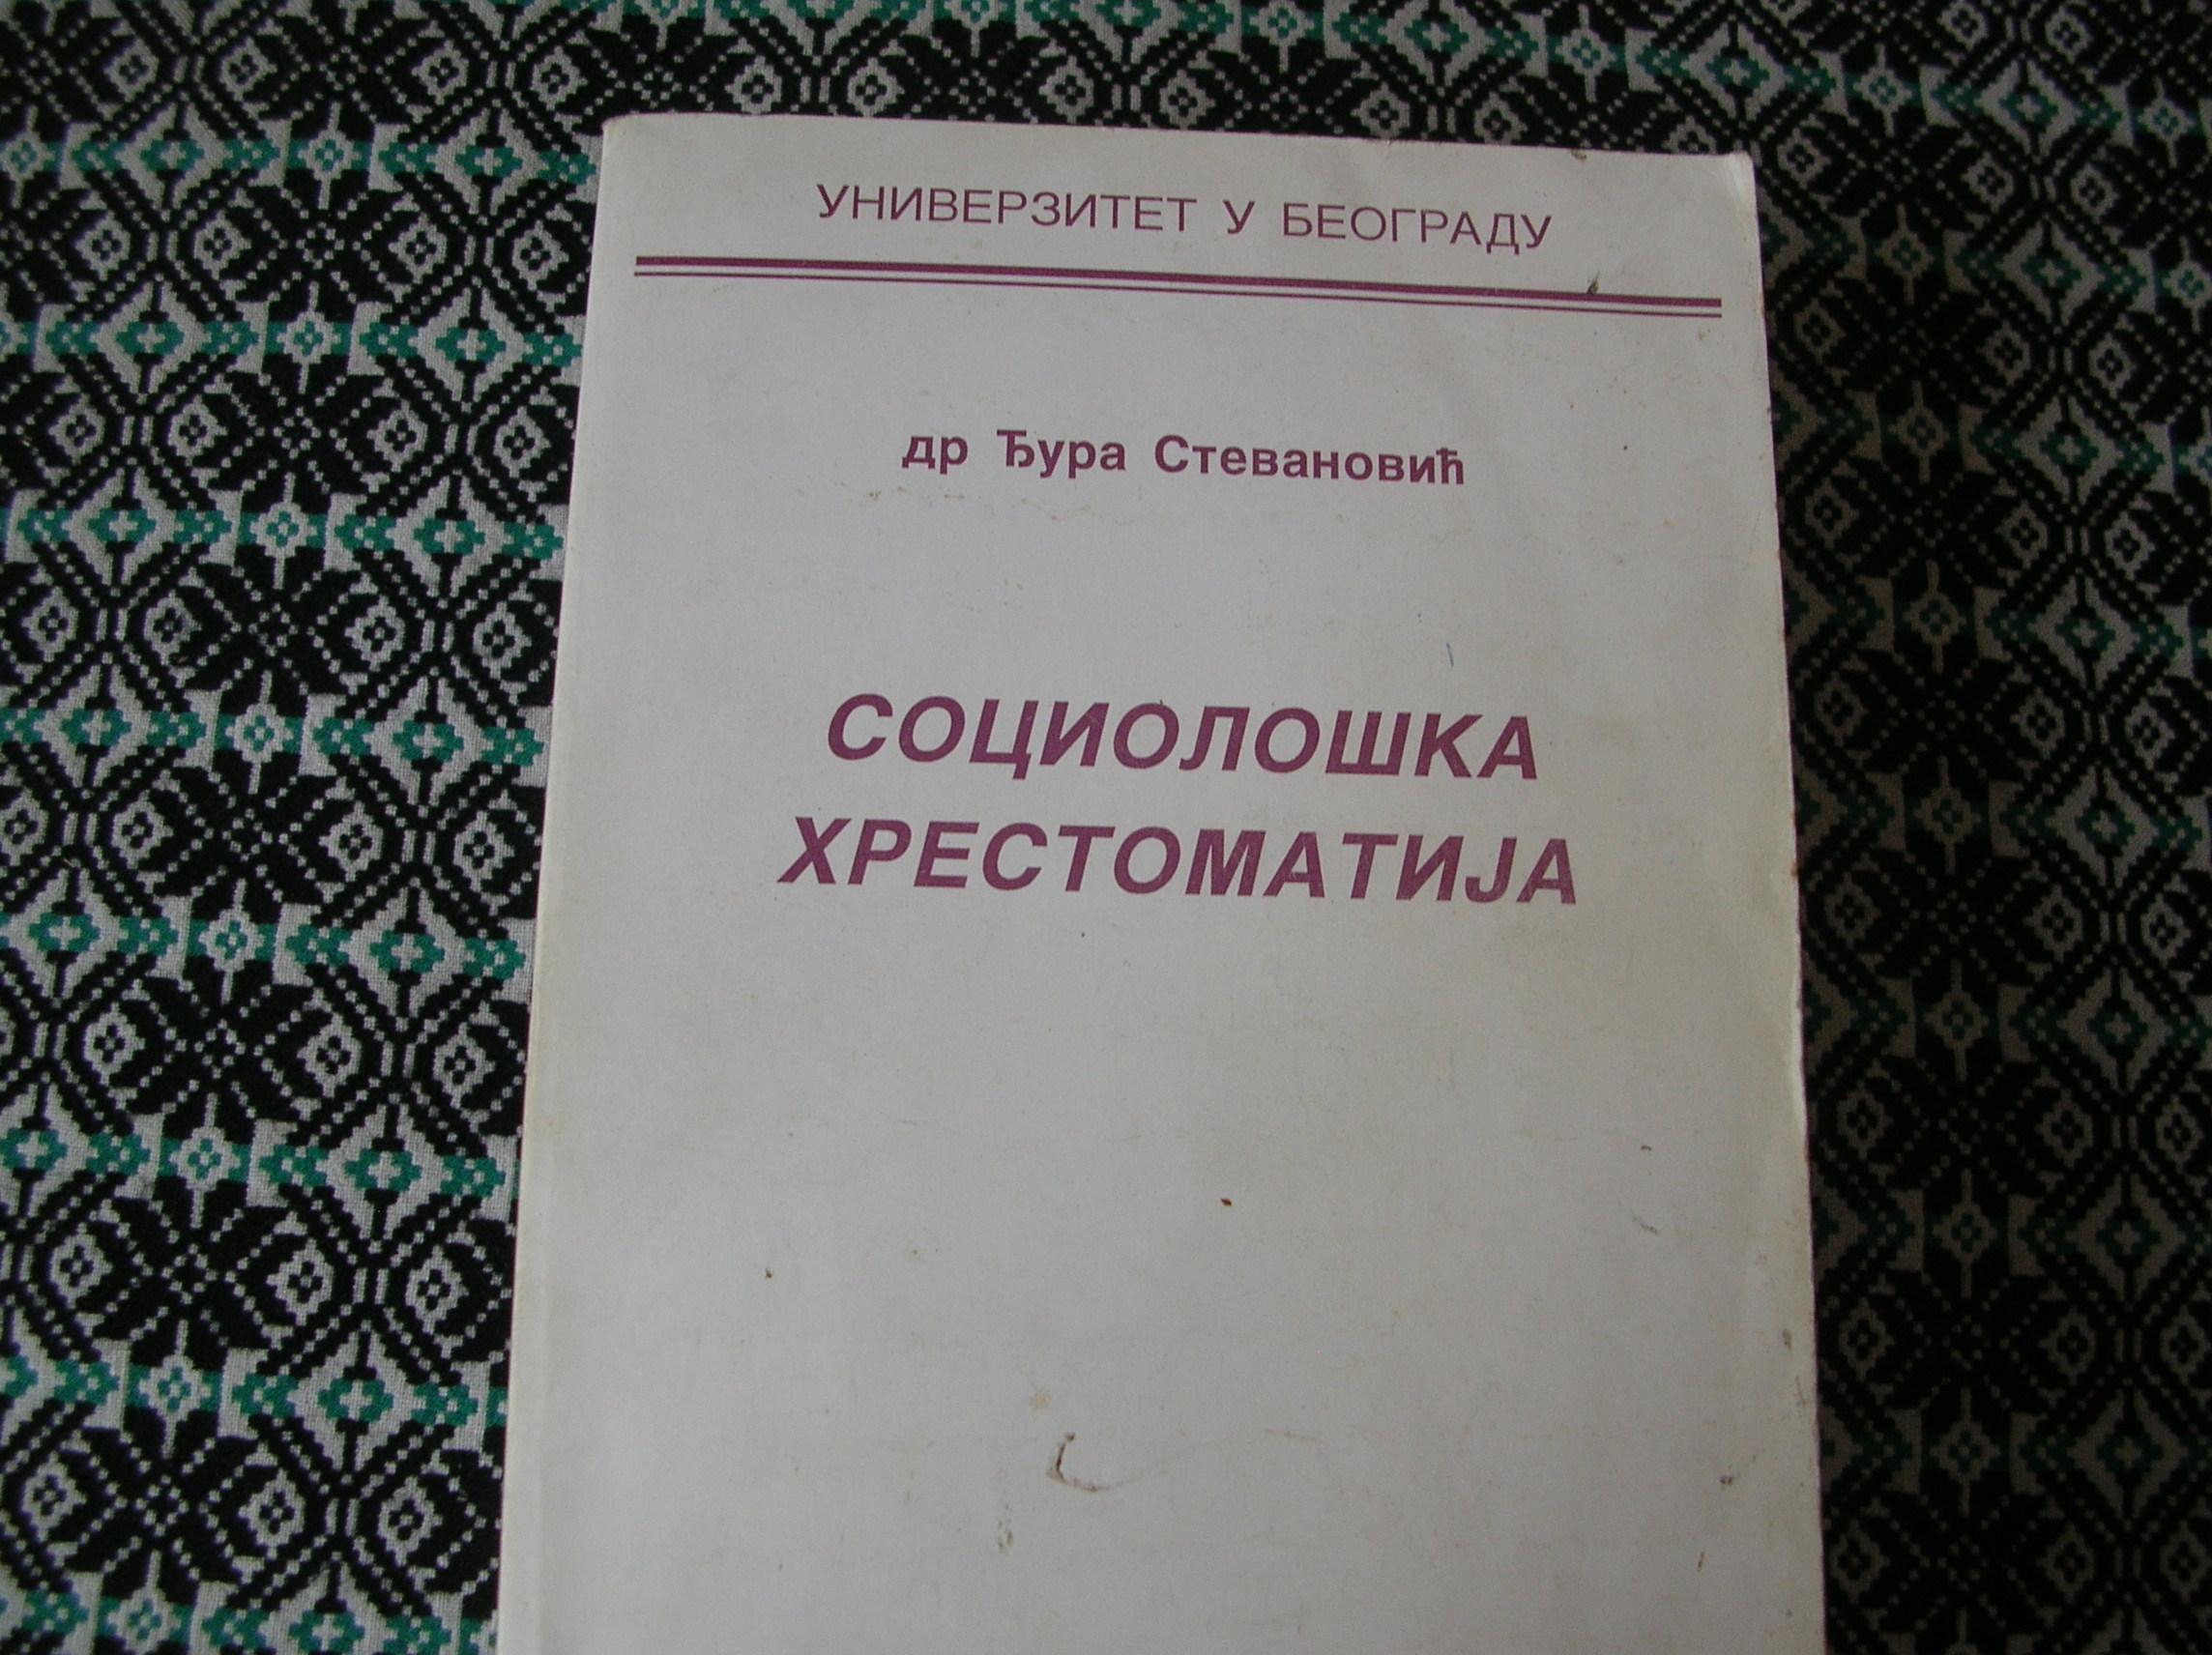 УНИВЕРЗИТЕТ У БЕОГРАДУ
др Ђура Стевановић
СОЦИОЛОШКА
ХРЕСТОМАТИЈА